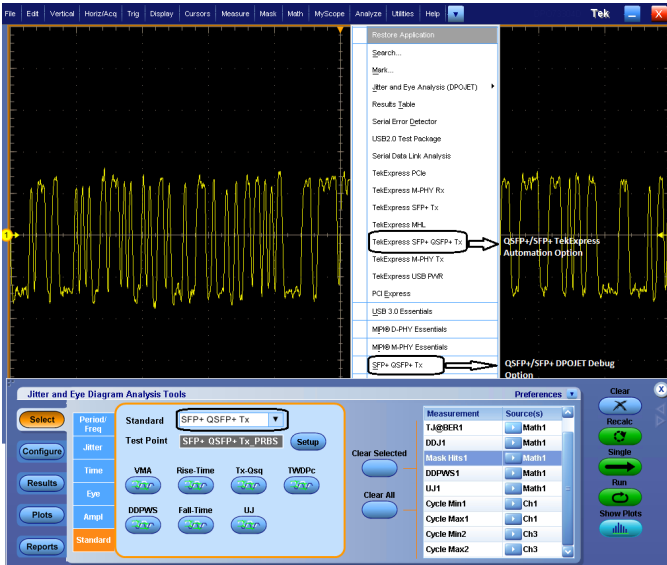 File Edit Vertical Horiz/Acq Trig Display Cursors Measure Mask Math MyScope Analyze Utilities Help Tek X
Restore Application
Search...
Mark...
Jitter and Eye Analysis (DPOJET)
Results Table
Serial Error Detector
USB2.0 Test Package
Serial Data Link Analysis
TekExpress PCIe
TekExpress M-PHY Rx
TekExpress SFP+ Tx
TekExpress MHL
TekExpress SFP+ QSFP+ Tx
QSFP+/SFP+ TekExpress
Automation Option
TekExpress M-PHY Tx
TekExpress USB PWR
PCI Express
USB 3.0 Essentials
MIPI® D-PHY Essentials
MIPI® M-PHY Essentials
SFP+ QSFP+ Tx
QSFP+/SFP+ DPOJET Debug
Option
1
Jitter and Eye Diagram Analysis Tools
Preferences
Clear
X
Select
Configure
Results
Plots
Reports
Period/
Freq
Jitter
Time
Eye
Ampl
Standard
Standard SFP+ QSFP+ Tx
Test Point SFP+ QSFP+ Tx_PRBS Setup
VMA Rise-Time Tx-Qsq TWDPc
DDPWS Fall-Time UJ
Clear Selected
Clear All
Measurement Source(s)
TJ@BER1 Math1
DDJ1 Math1
Mask Hits1 Math1
DDPWS1 Math1
UJ1 Math1
Cycle Min1 Ch1
Cycle Max1 Ch1
Cycle Min2 Ch3
Cycle Max2 Ch3
Recalc
Single
Run
Show Plots